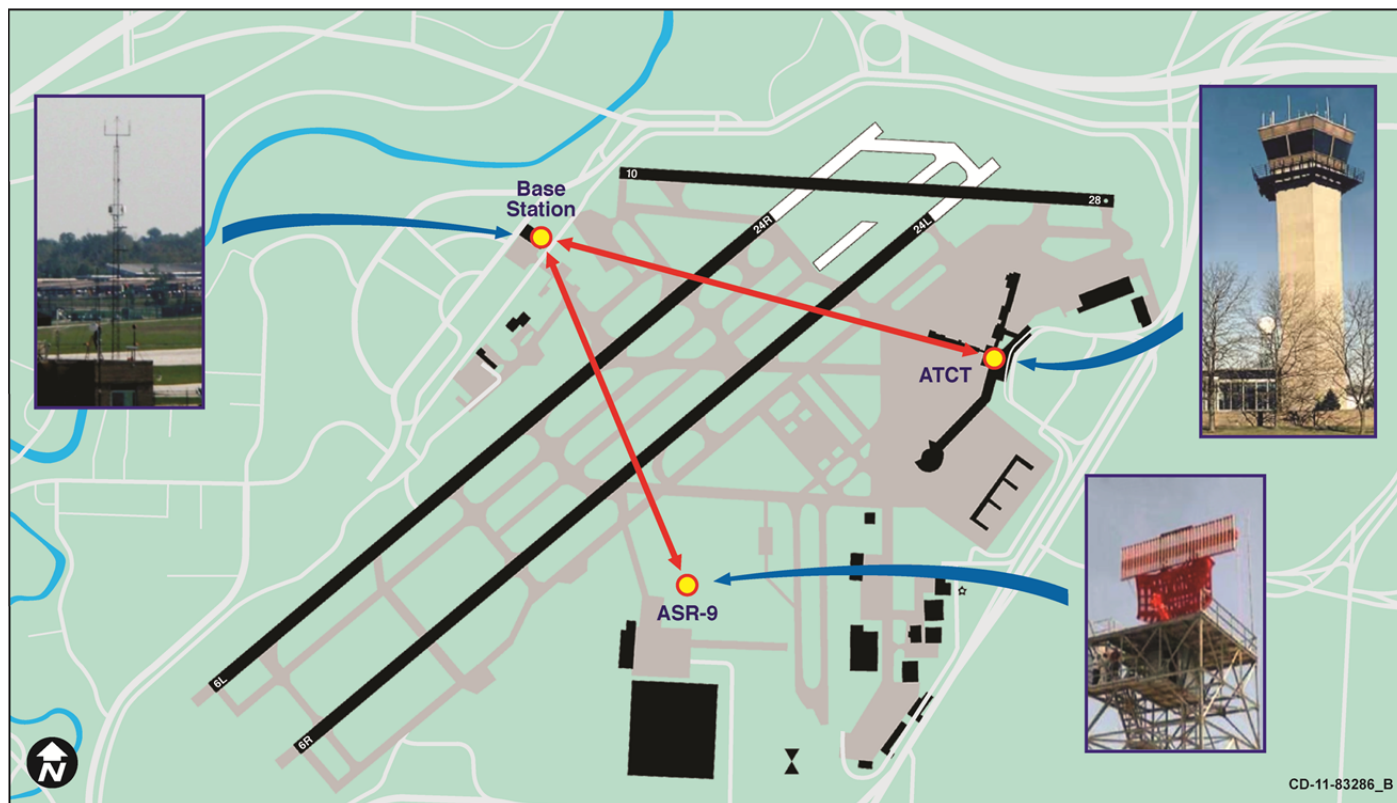 Base
Station
10
28
24R
24L
ATCT
ASR-9
6L
6R
N
CD-11-83286_B